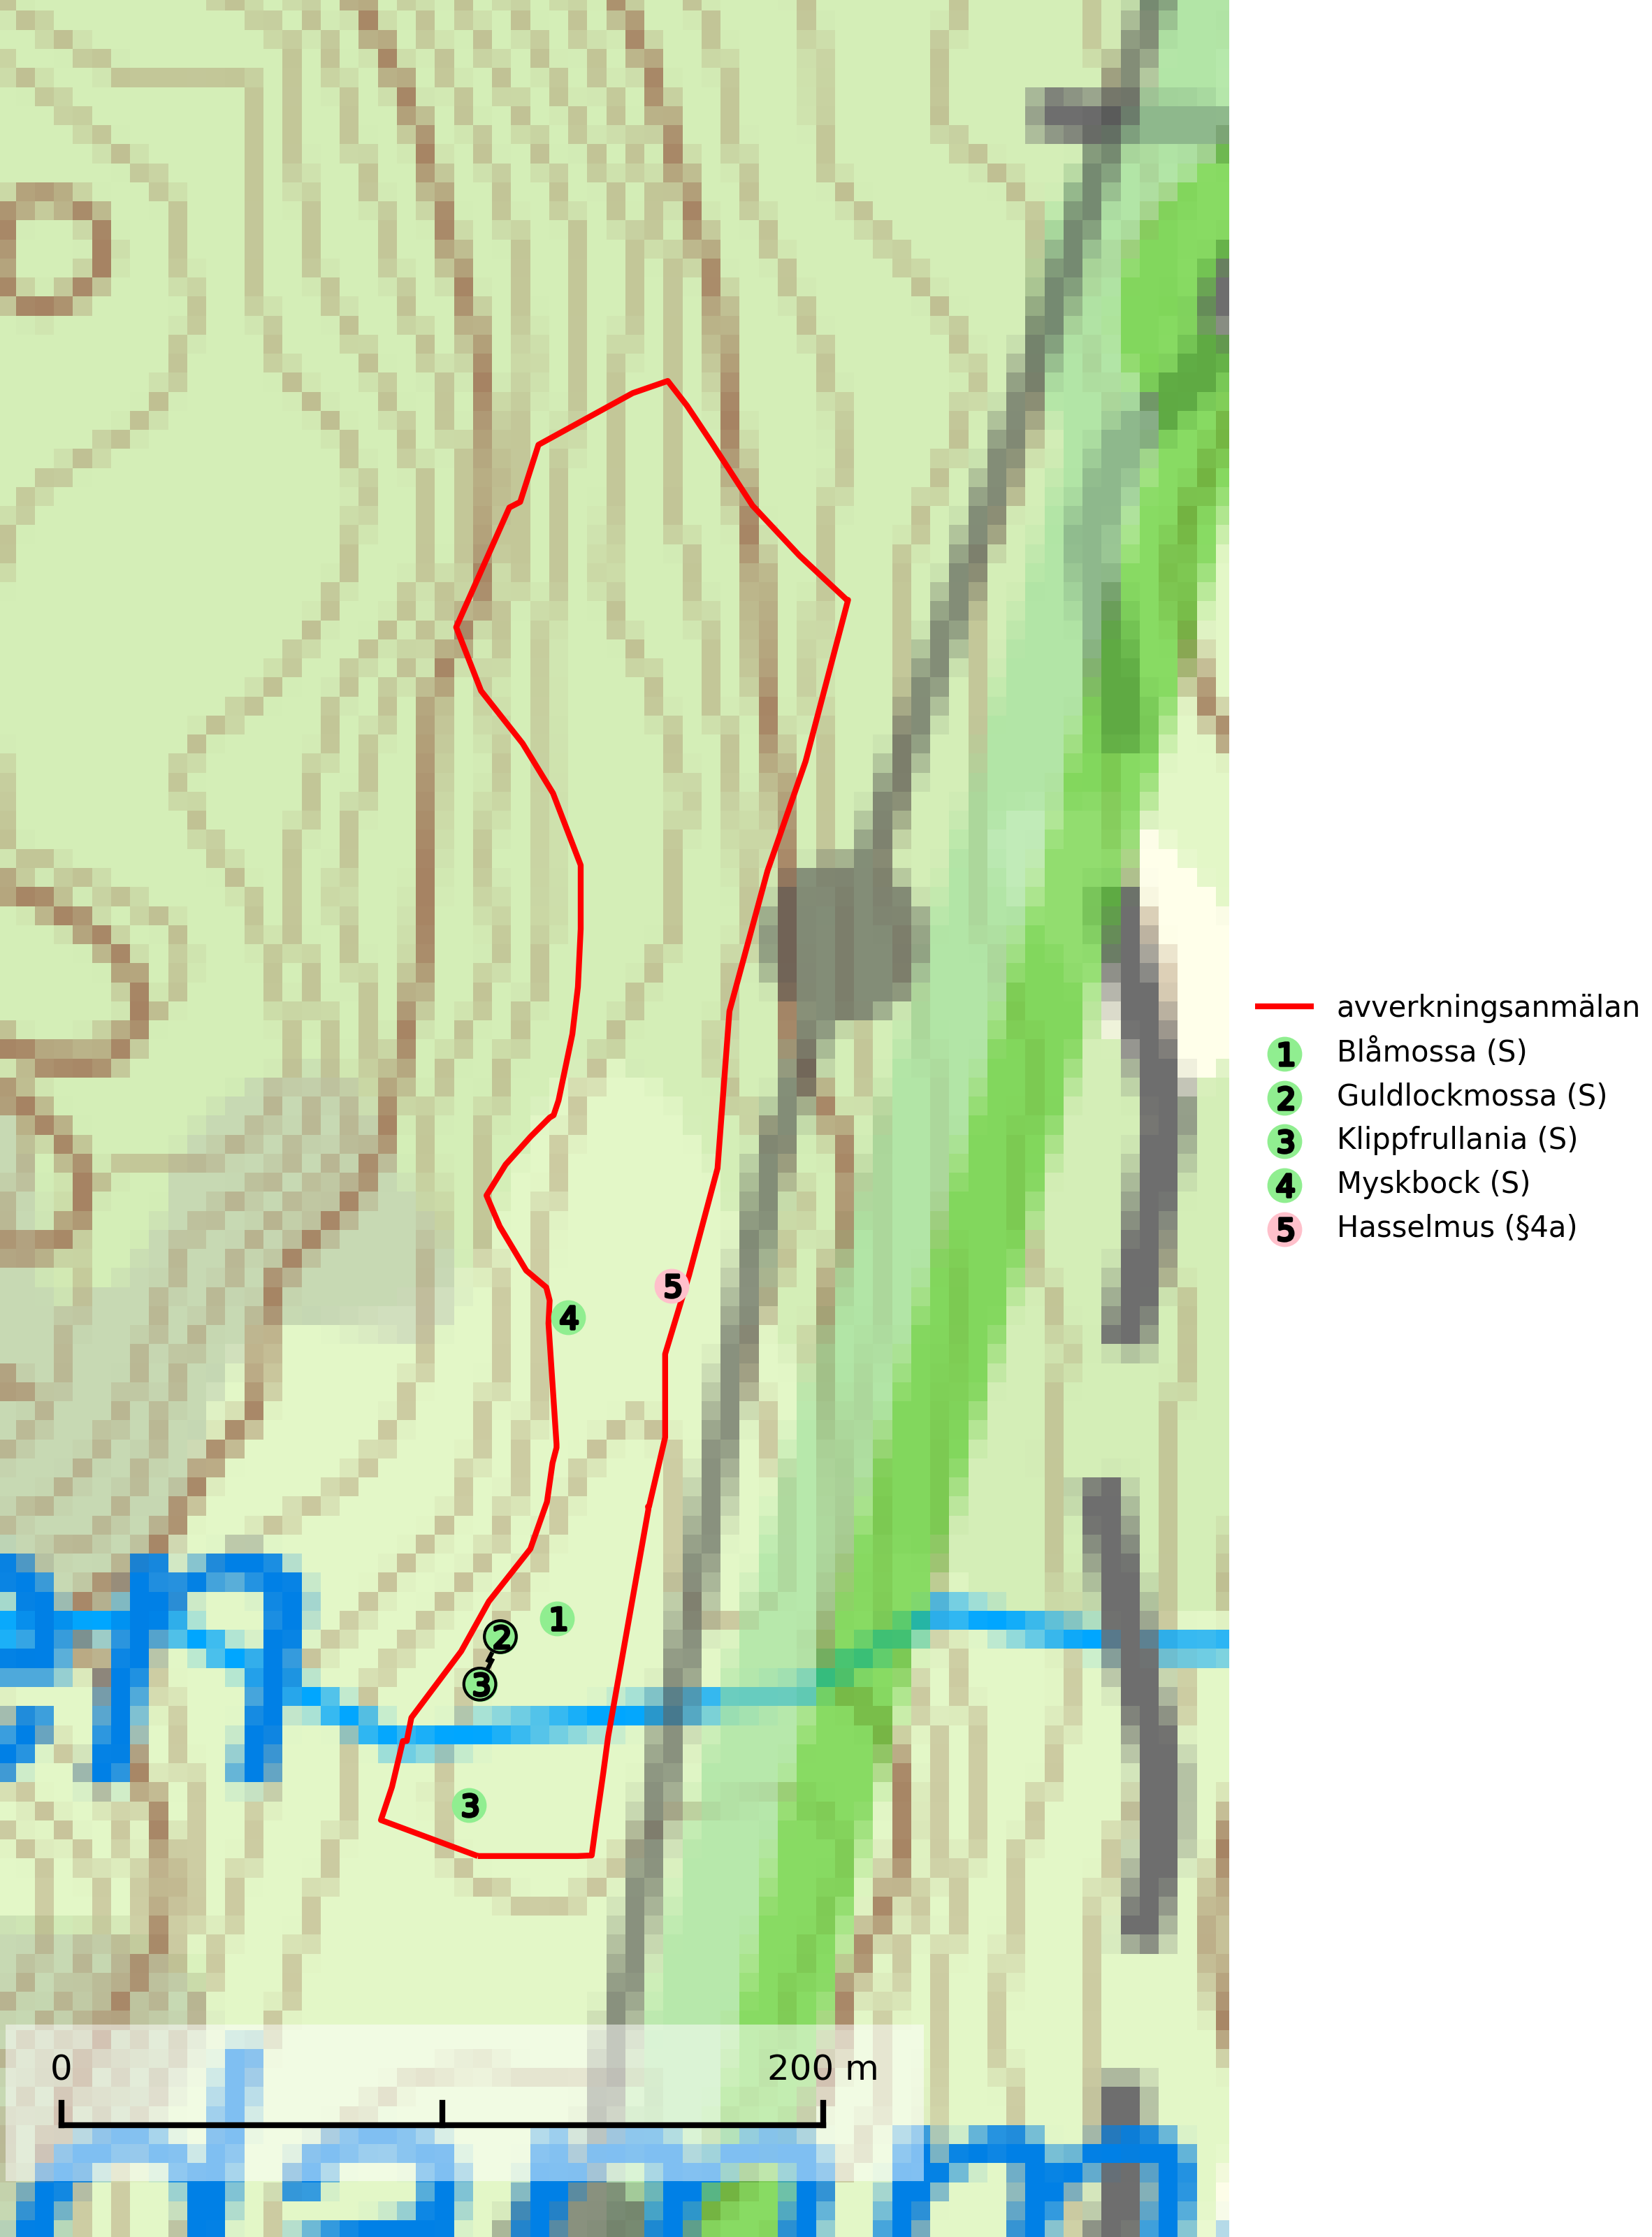 5
4
1
2
3
3
0 200 m
avverkningsanmälan
1 Blåmossa (S)
2 Guldlockmossa (S)
3 Klippfrullania (S)
4 Myskbock (S)
5 Hasselmus (§4a)